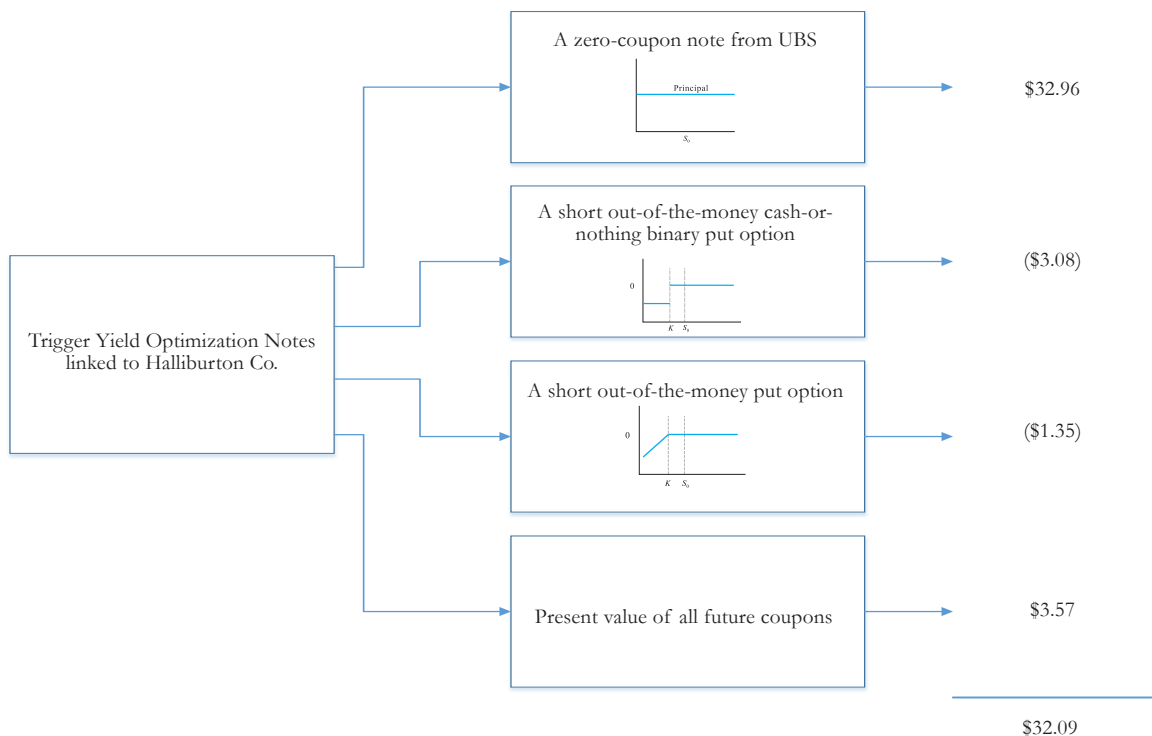 A zero-coupon note from UBS
Principal
S₀
$32.96
A short out-of-the-money cash-or-
nothing binary put option
0
K S₀
($3.08)
Trigger Yield Optimization Notes
linked to Halliburton Co.
A short out-of-the-money put option
0
K S₀
($1.35)
Present value of all future coupons
$3.57
$32.09